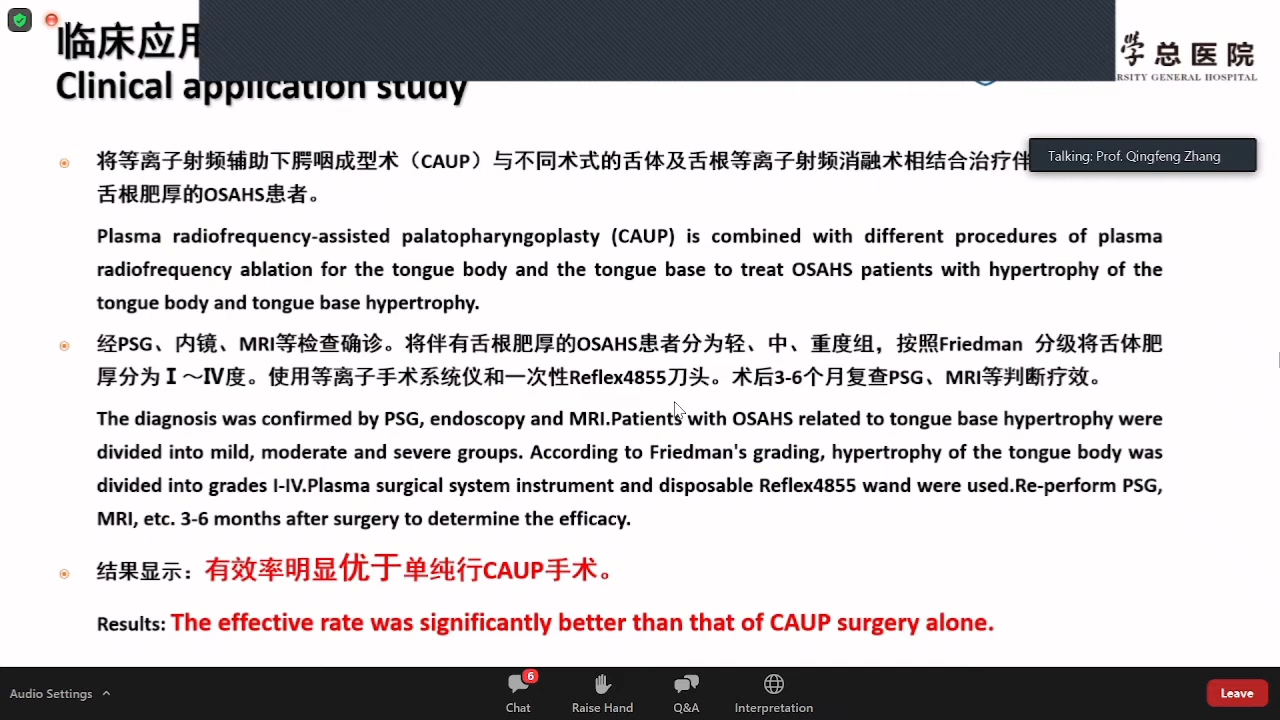 临床应用
Clinical application study
学总医院
RSITY GENERAL HOSPITAL
Talking: Prof. Qingfeng Zhang
将等离子射频辅助下腭咽成型术（CAUP）与不同术式的舌体及舌根等离子射频消融术相结合治疗伴
舌根肥厚的OSAHS患者。
Plasma radiofrequency-assisted palatopharyngoplasty (CAUP) is combined with different procedures of plasma
radiofrequency ablation for the tongue body and the tongue base to treat OSAHS patients with hypertrophy of the
tongue body and tongue base hypertrophy.
经PSG、内镜、MRI等检查确诊。将伴有舌根肥厚的OSAHS患者分为轻、中、重度组，按照Friedman 分级将舌体肥
厚分为Ⅰ～Ⅳ度。使用等离子手术系统仪和一次性Reflex4855刀头。术后3-6个月复查PSG、MRI等判断疗效。
The diagnosis was confirmed by PSG, endoscopy and MRI.Patients with OSAHS related to tongue base hypertrophy were
divided into mild, moderate and severe groups. According to Friedman's grading, hypertrophy of the tongue body was
divided into grades I-IV.Plasma surgical system instrument and disposable Reflex4855 wand were used.Re-perform PSG,
MRI, etc. 3-6 months after surgery to determine the efficacy.
结果显示：有效率明显优于单纯行CAUP手术。
Results: The effective rate was significantly better than that of CAUP surgery alone.
Audio Settings
6
Chat
Raise Hand
Q&A
Interpretation
Leave